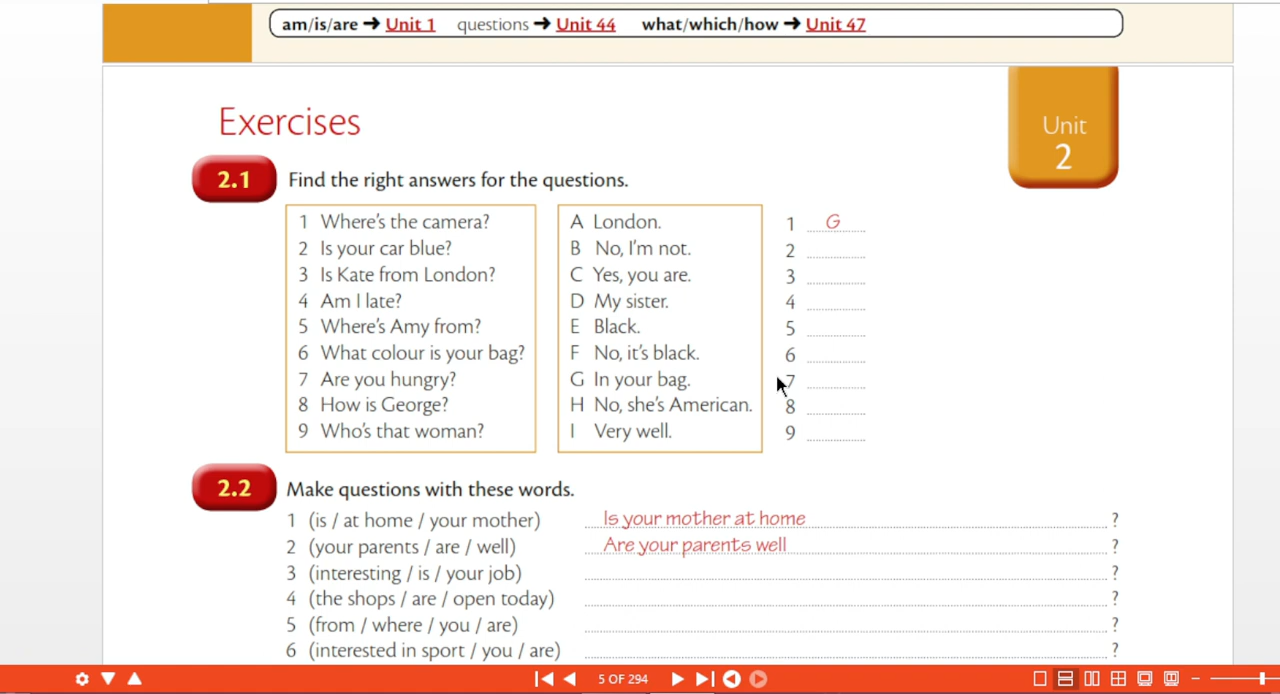 am/is/are ➜ Unit 1 questions ➜ Unit 44 what/which/how ➜ Unit 47
Unit
2
Exercises
2.1 Find the right answers for the questions.
1 Where's the camera?
2 Is your car blue?
3 Is Kate from London?
4 Am I late?
5 Where's Amy from?
6 What colour is your bag?
7 Are you hungry?
8 How is George?
9 Who's that woman?
A London.
B No, I'm not.
C Yes, you are.
D My sister.
E Black.
F No, it's black.
G In your bag.
H No, she's American.
I Very well.
1 G
2
3
4
5
6
7
8
9
2.2 Make questions with these words.
1 (is / at home / your mother) Is your mother at home ?
2 (your parents / are / well) Are your parents well ?
3 (interesting / is / your job) ?
4 (the shops / are / open today) ?
5 (from / where / you / are) ?
6 (interested in sport / you / are) ?
5 OF 294